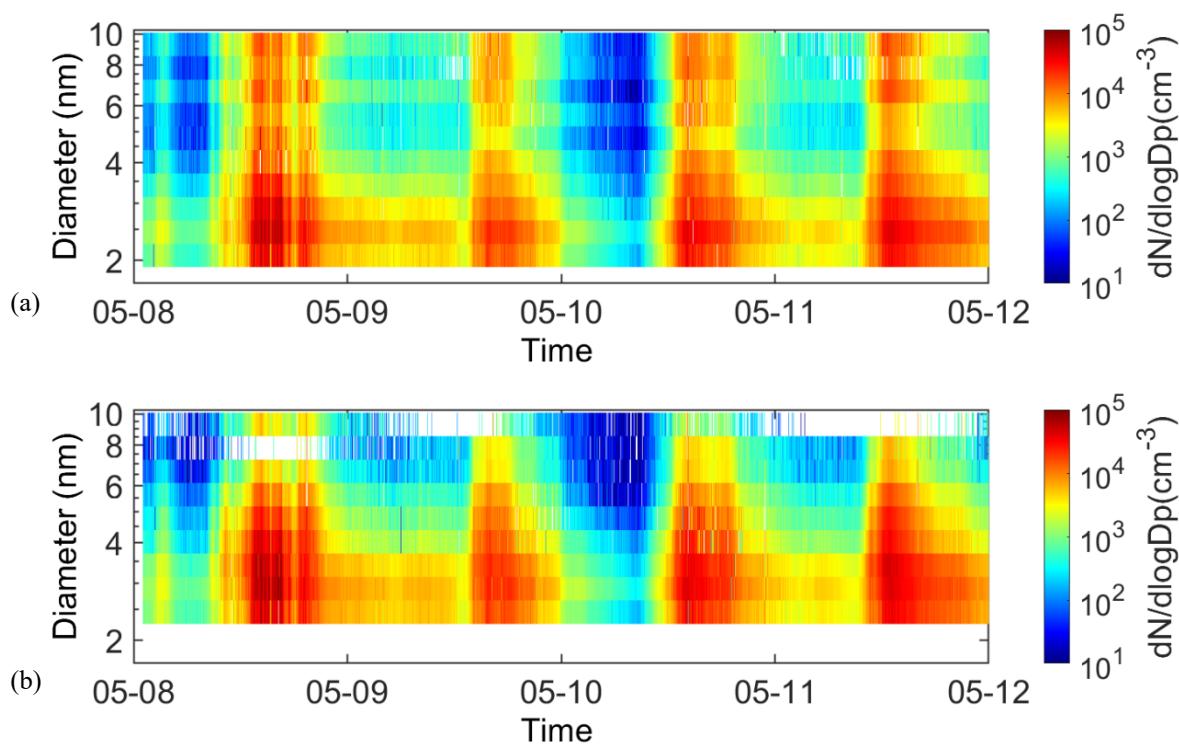 10
8
6
4
2
Diameter (nm)
05-08 05-09 05-10 05-11 05-12
Time
10^5
10^4
10^3
10^2
10^1
dN/dlogDp(cm^-3)
(a)
10
8
6
4
2
Diameter (nm)
05-08 05-09 05-10 05-11 05-12
Time
10^5
10^4
10^3
10^2
10^1
dN/dlogDp(cm^-3)
(b)